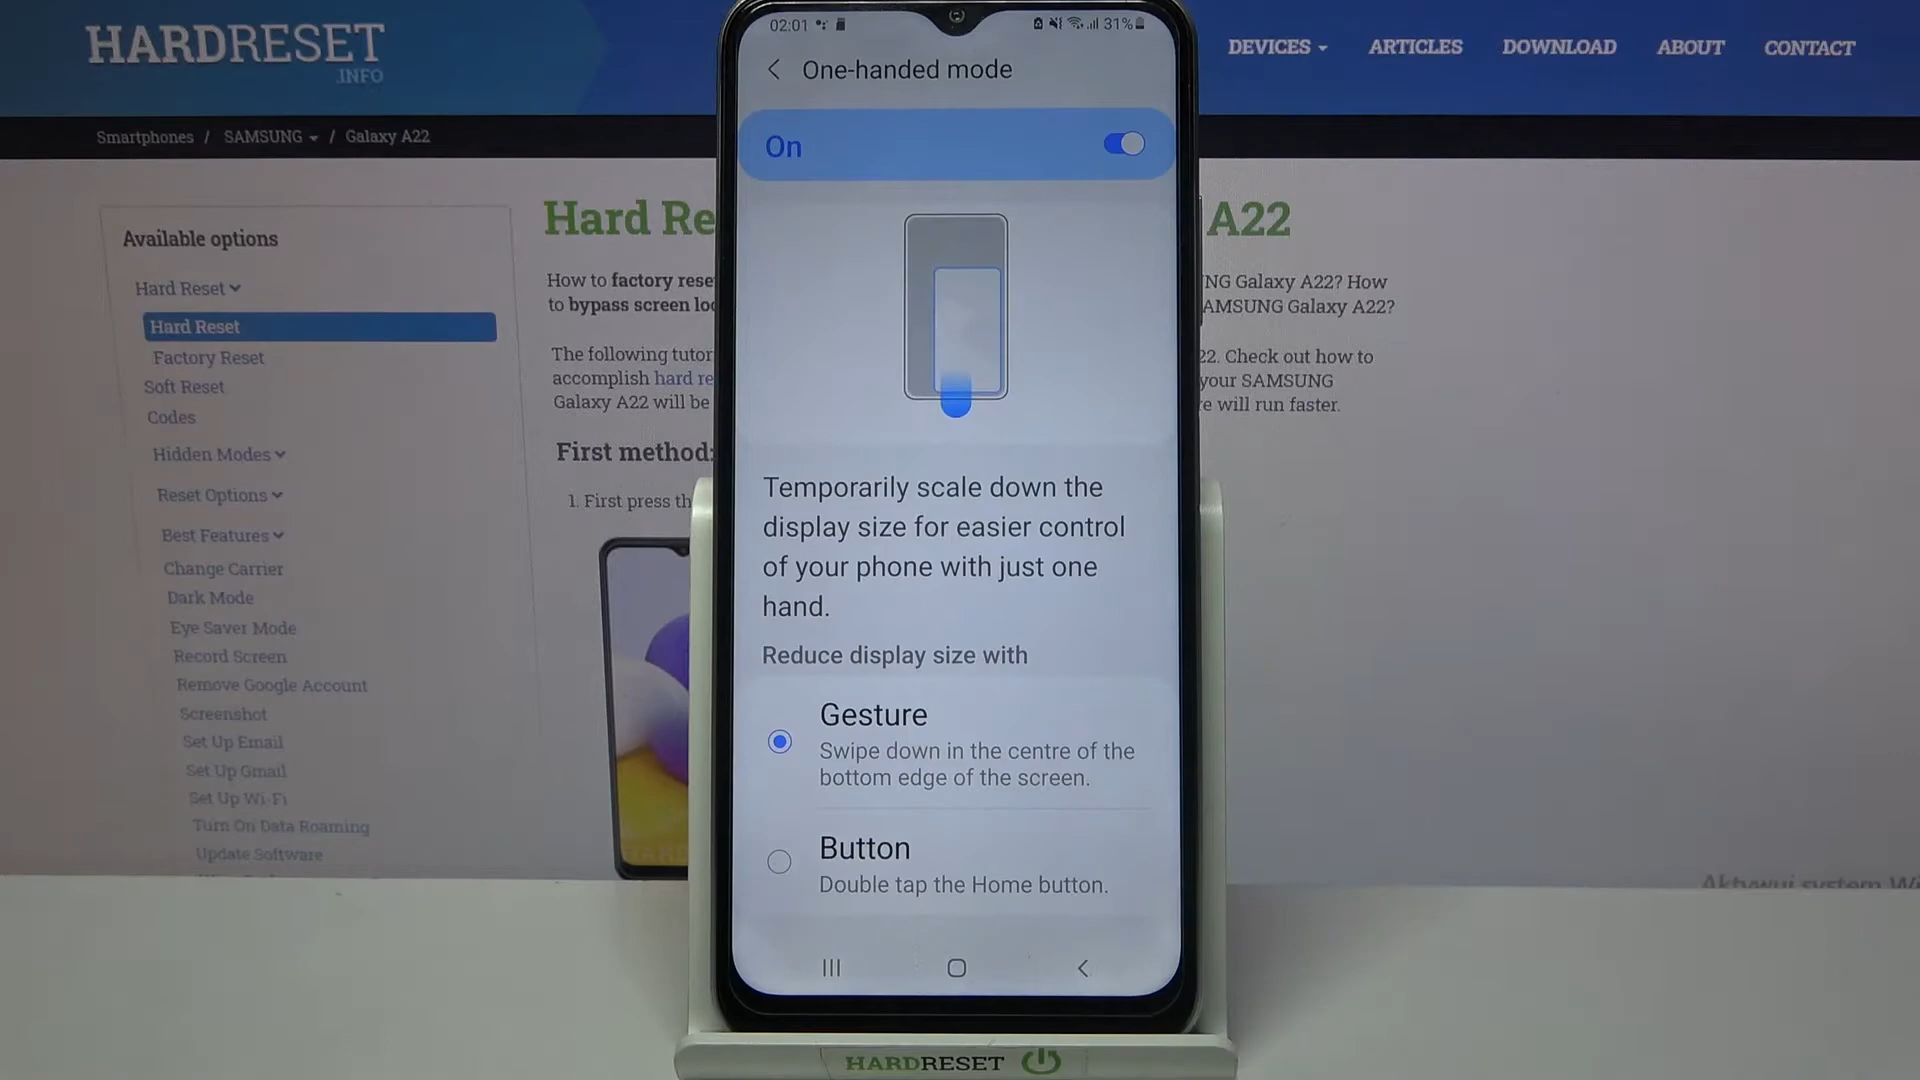 HARDRESET
.INFO
DEVICES
ARTICLES
DOWNLOAD
ABOUT
CONTACT
Smartphones / SAMSUNG / Galaxy A22
Available options
Hard Reset
Hard Reset
Factory Reset
Soft Reset
Codes
Hidden Modes
Reset Options
Best Features
Change Carrier
Dark Mode
Eye Saver Mode
Record Screen
Remove Google Account
Screenshot
Set Up Email
Set Up Gmail
Set Up Wi-Fi
Turn On Data Roaming
Update Software
Hard Re
A22
How to factory rese
NG Galaxy A22? How
to bypass screen lo
AMSUNG Galaxy A22?
The following tutor
22. Check out how to
accomplish hard re
your SAMSUNG
Galaxy A22 will be
re will run faster.
First method:
1. First press th
02:01
31%
One-handed mode
On
Temporarily scale down the
display size for easier control
of your phone with just one
hand.
Reduce display size with
Gesture
Swipe down in the centre of the
bottom edge of the screen.
Button
Double tap the Home button.
Aktywuj system Wi
HARDRESET